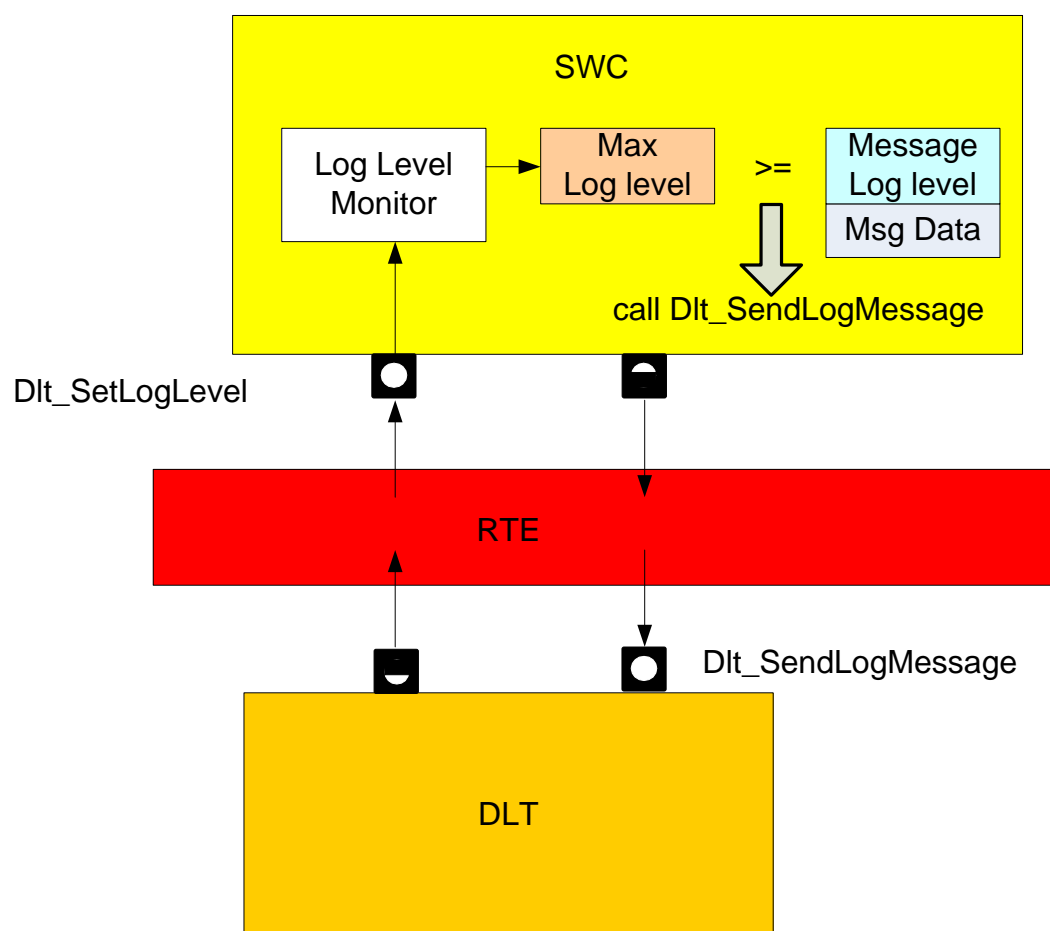 SWC
Log Level
Monitor
Max
Log level
>=
Message
Log level
Msg Data
call Dlt_SendLogMessage
Dlt_SetLogLevel
RTE
Dlt_SendLogMessage
DLT